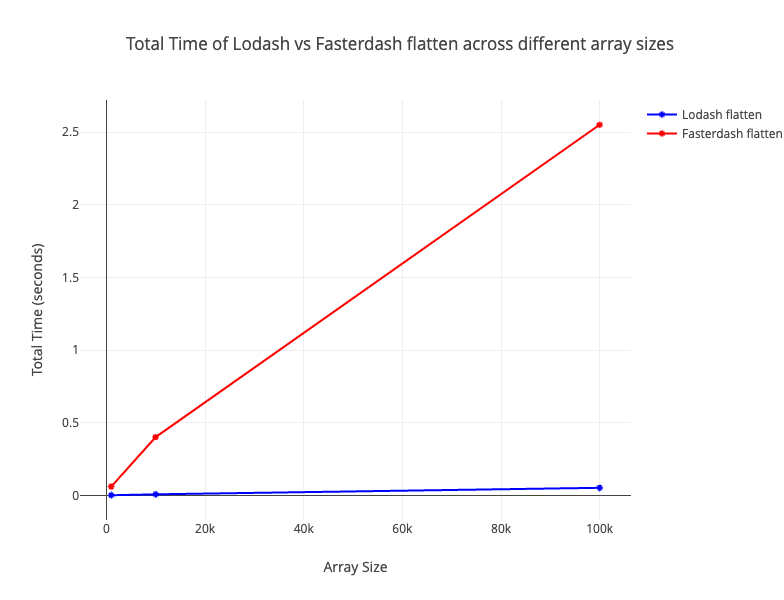 Total Time of Lodash vs Fasterdash flatten across different array sizes
Lodash flatten
Fasterdash flatten
Total Time (seconds)
2.5
2
1.5
1
0.5
0
0 20k 40k 60k 80k 100k
Array Size